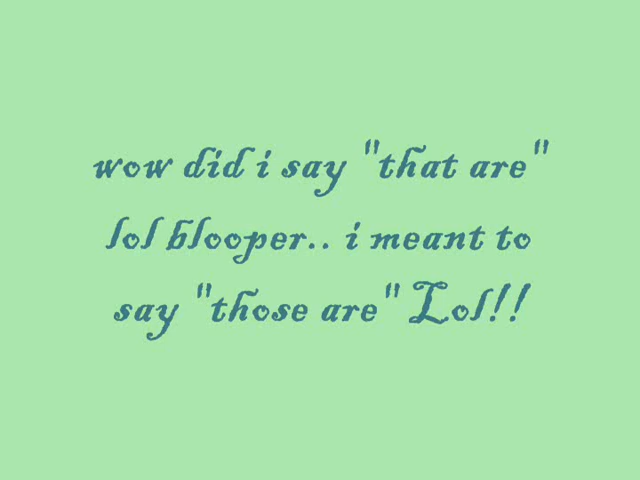 wow did i say "that are"
lol blooper.. i meant to
say "those are" Lol!!